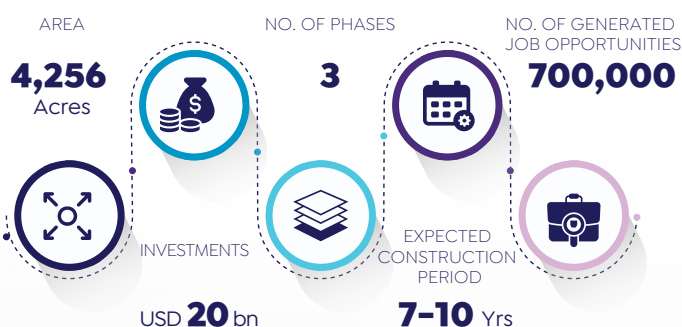 AREA
4,256
Acres
INVESTMENTS
USD 20 bn
NO. OF PHASES
3
EXPECTED
CONSTRUCTION
PERIOD
7-10 Yrs
NO. OF GENERATED
JOB OPPORTUNITIES
700,000
$